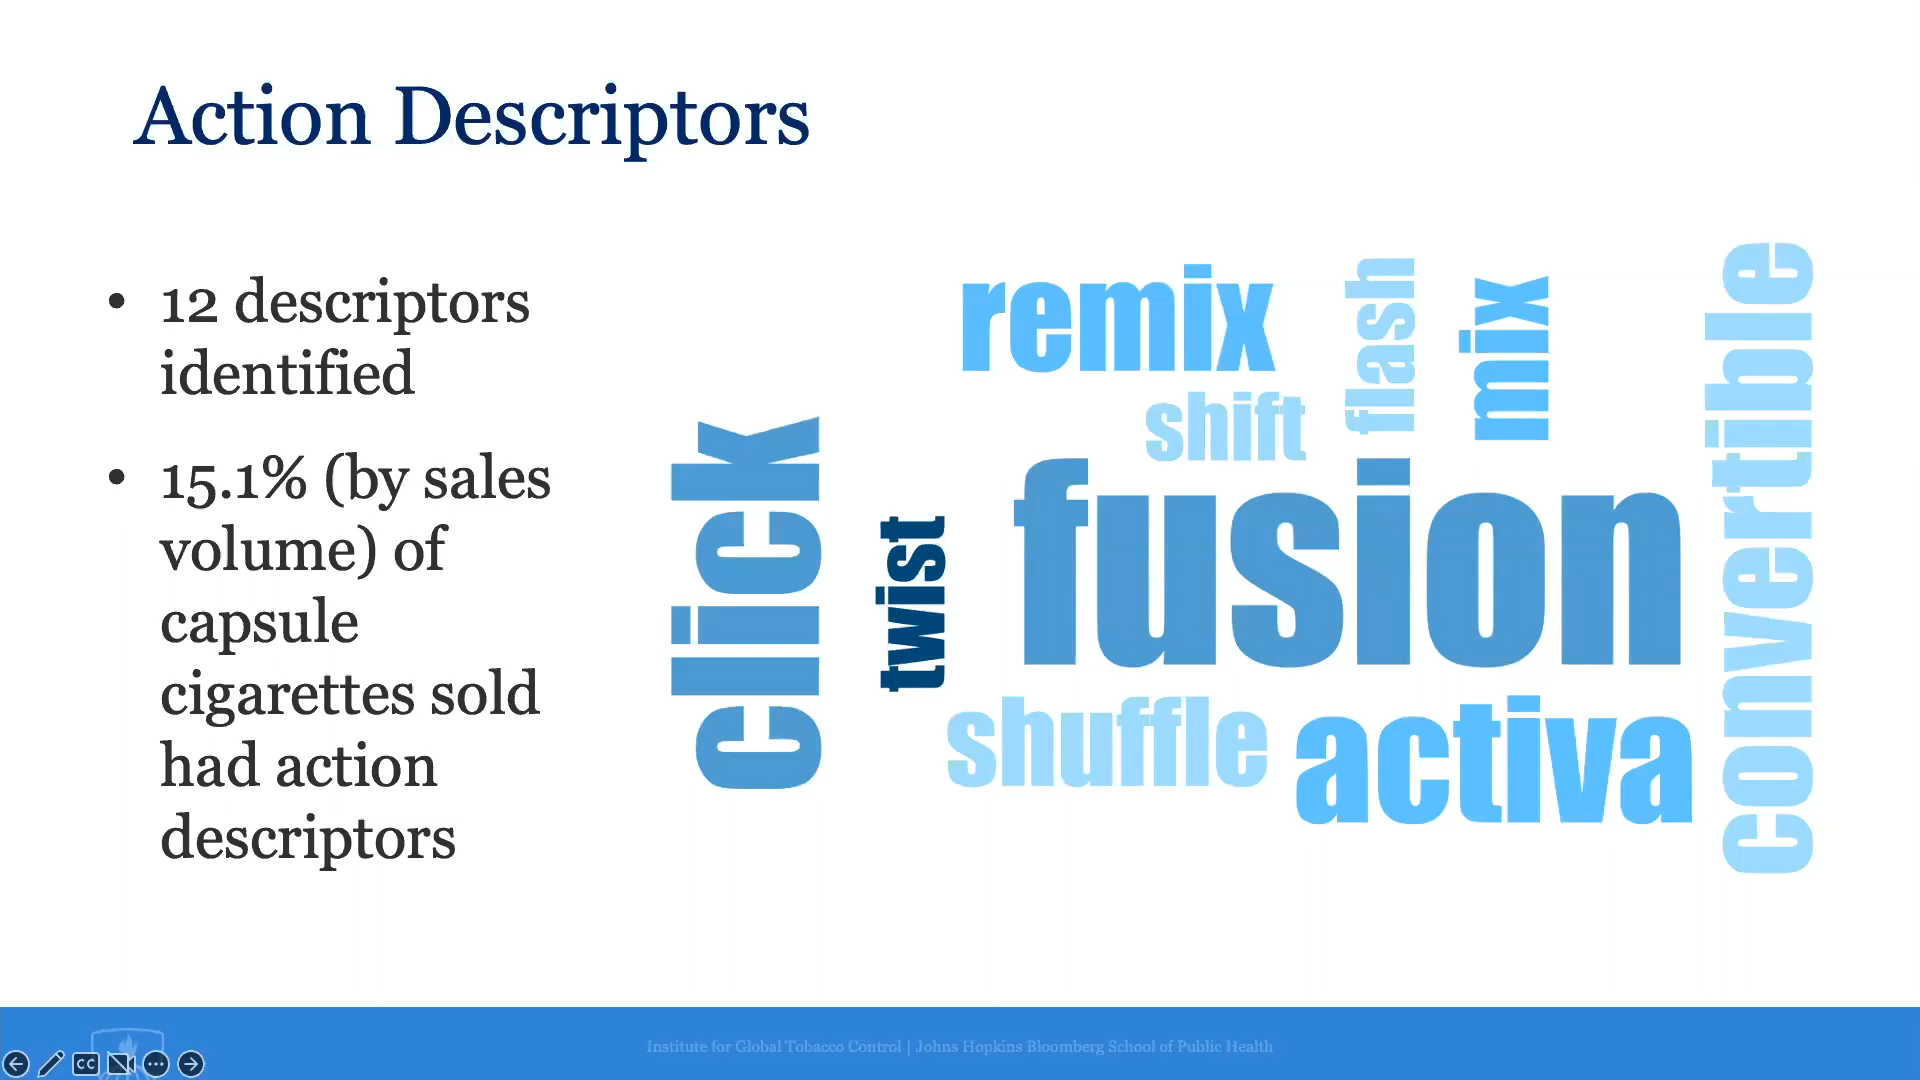 Action Descriptors
• 12 descriptors
identified
• 15.1% (by sales
volume) of
capsule
cigarettes sold
had action
descriptors
remix
flash
mix
convertible
shift
click
twist
fusion
shuffle
activa
Institute for Global Tobacco Control | Johns Hopkins Bloomberg School of Public Health
CC